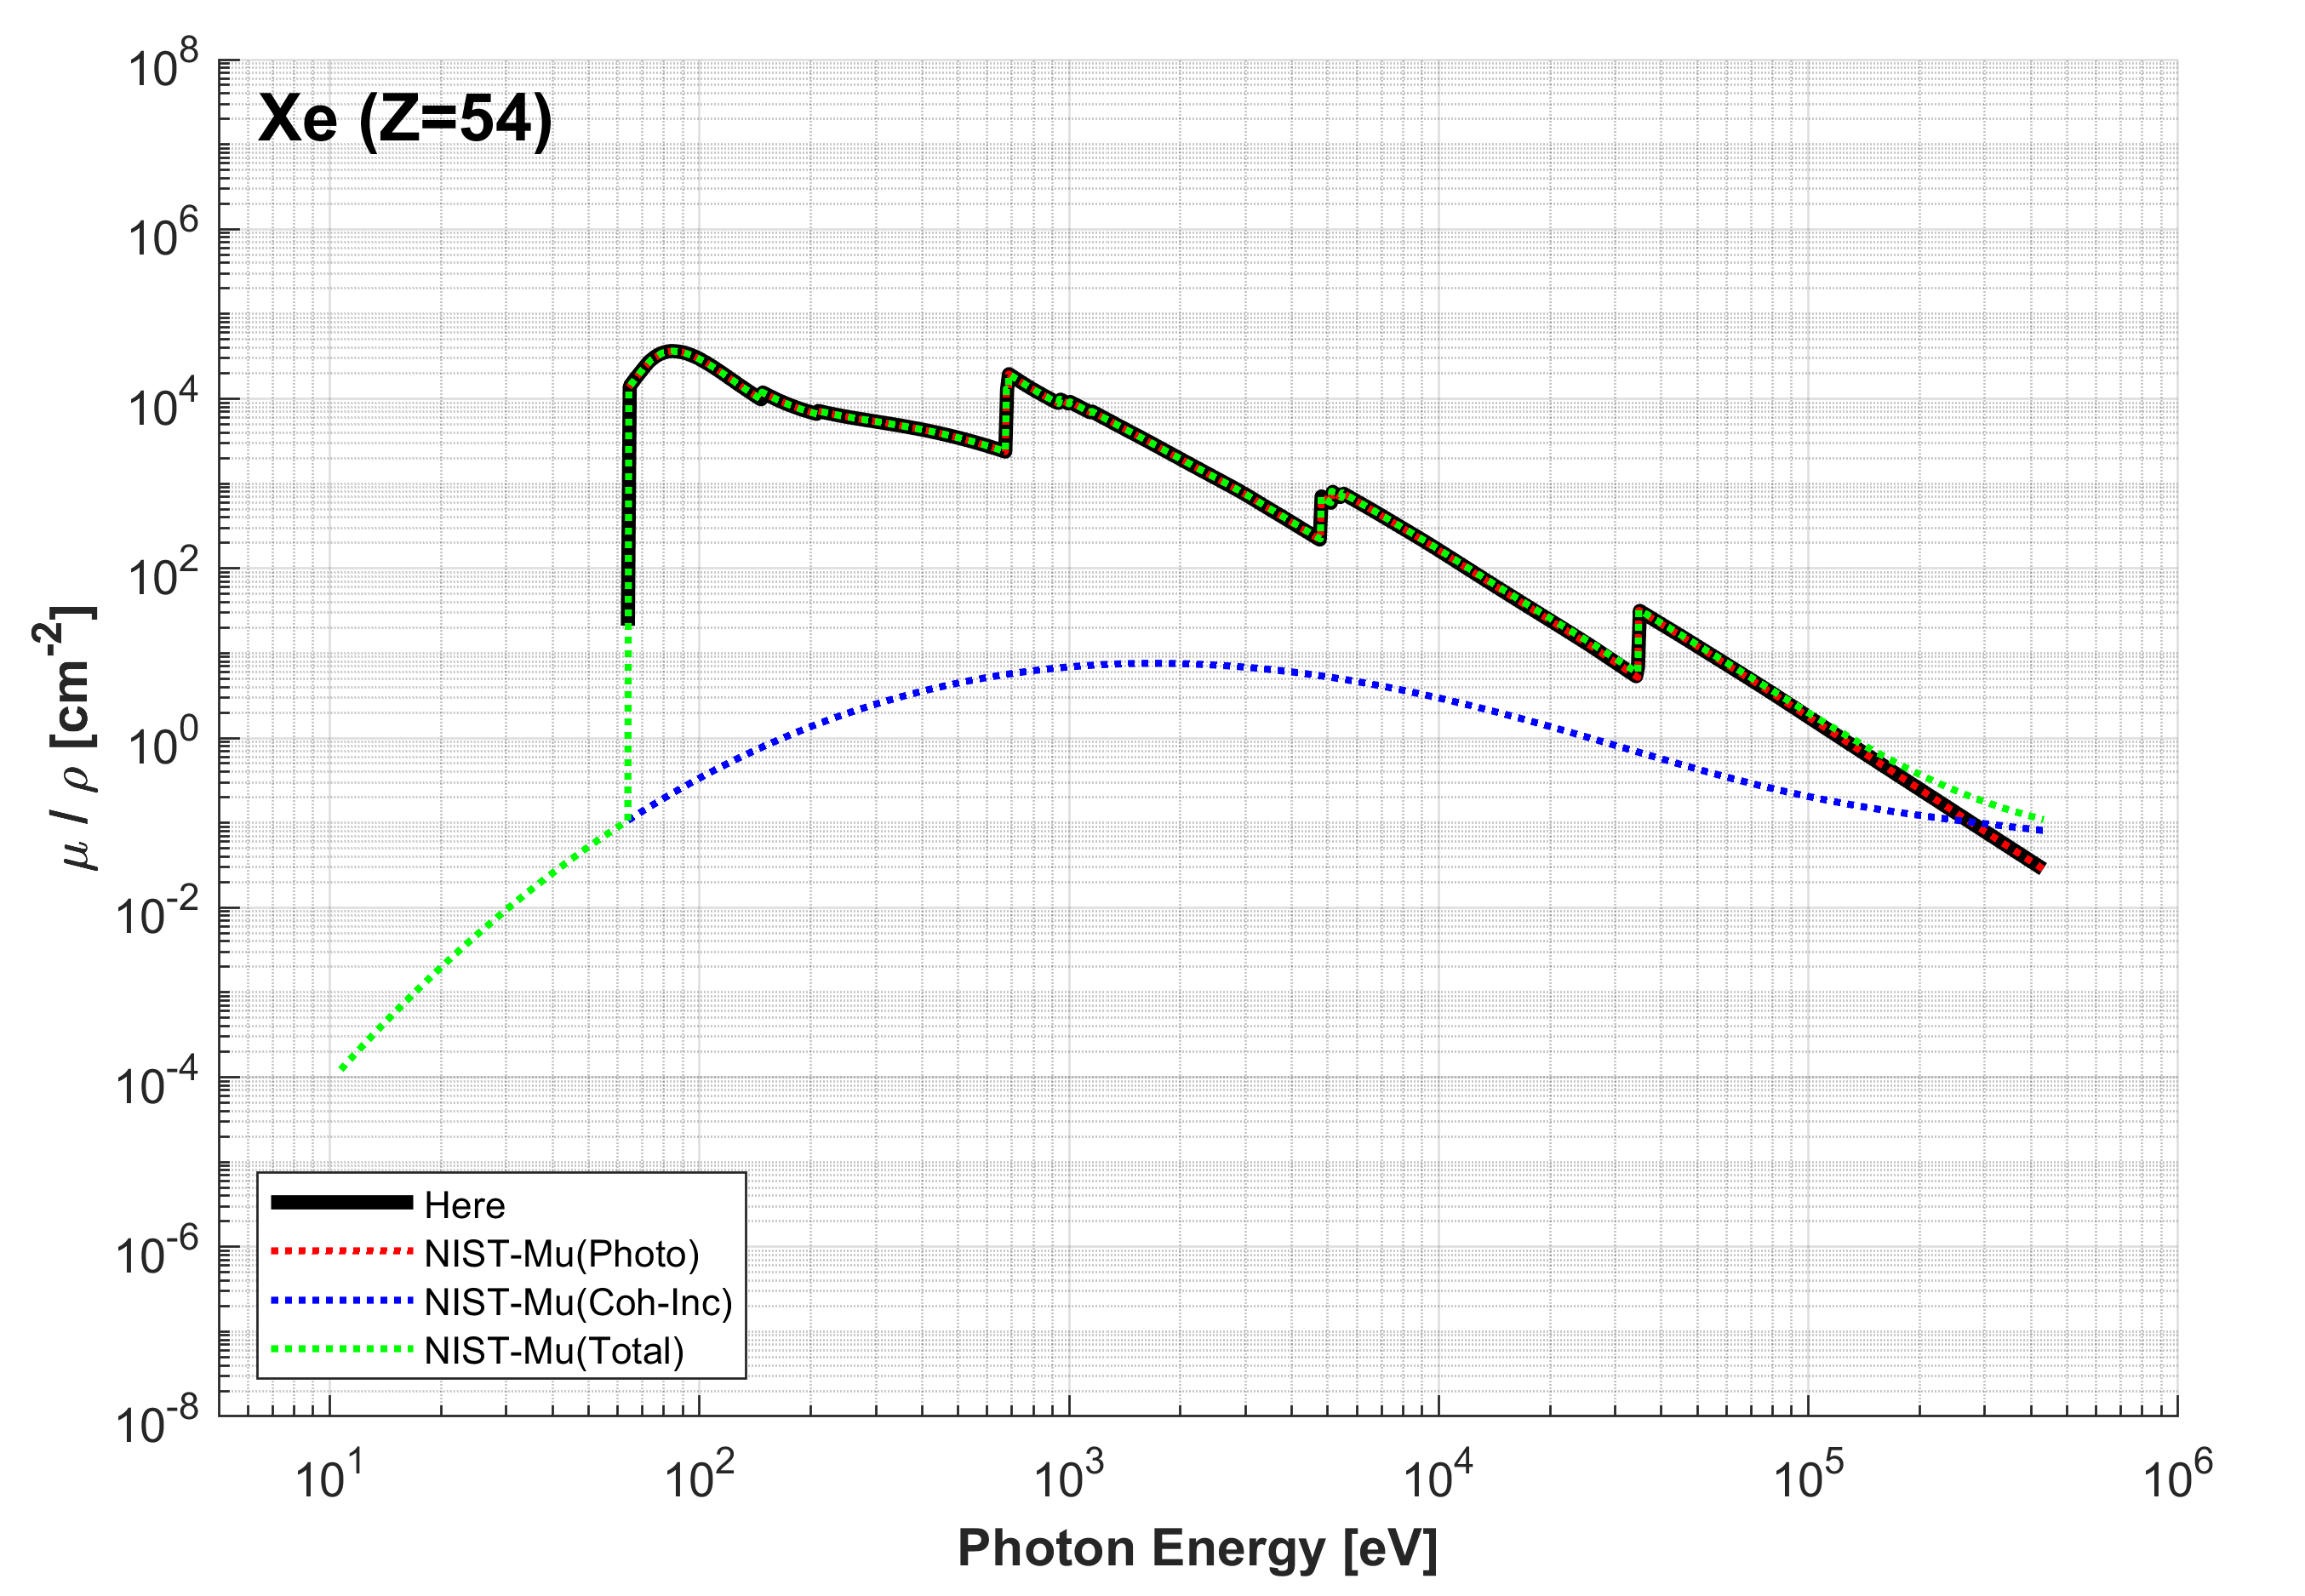 Xe (Z=54)
10^8
10^6
10^4
10^2
10^0
10^-2
10^-4
10^-6
10^-8
μ / ρ [cm^-2]
Here
NIST-Mu(Photo)
NIST-Mu(Coh-Inc)
NIST-Mu(Total)
10^1 10^2 10^3 10^4 10^5 10^6
Photon Energy [eV]